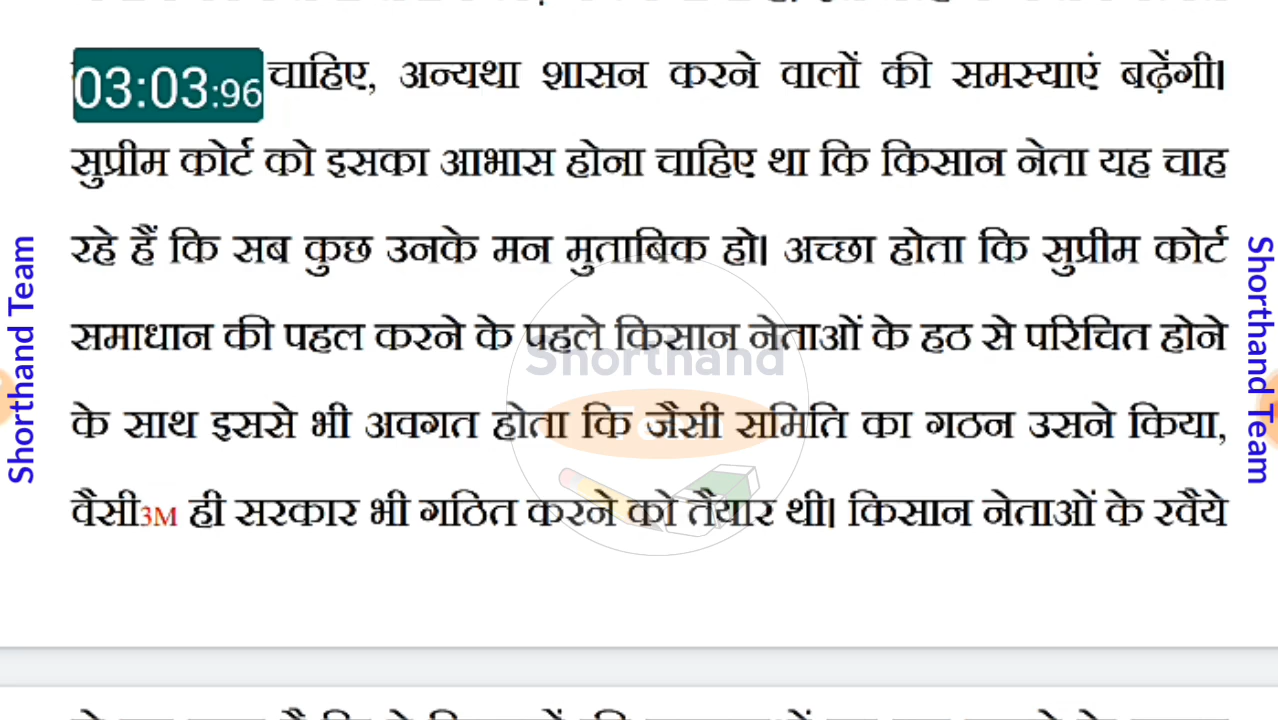 03:03:96 चाहिए, अन्यथा शासन करने वालों की समस्याएं बढ़ेंगी।
सुप्रीम कोर्ट को इसका आभास होना चाहिए था कि किसान नेता यह चाह
रहे हैं कि सब कुछ उनके मन मुताबिक हो। अच्छा होता कि सुप्रीम कोर्ट
समाधान की पहल करने के पहले किसान नेताओं के हठ से परिचित होने
के साथ इससे भी अवगत होता कि जैसी समिति का गठन उसने किया,
वैसी3M ही सरकार भी गठित करने को तैयार थी। किसान नेताओं के रवैये
Shorthand Team
Shorthand Team
Shorthand
Team